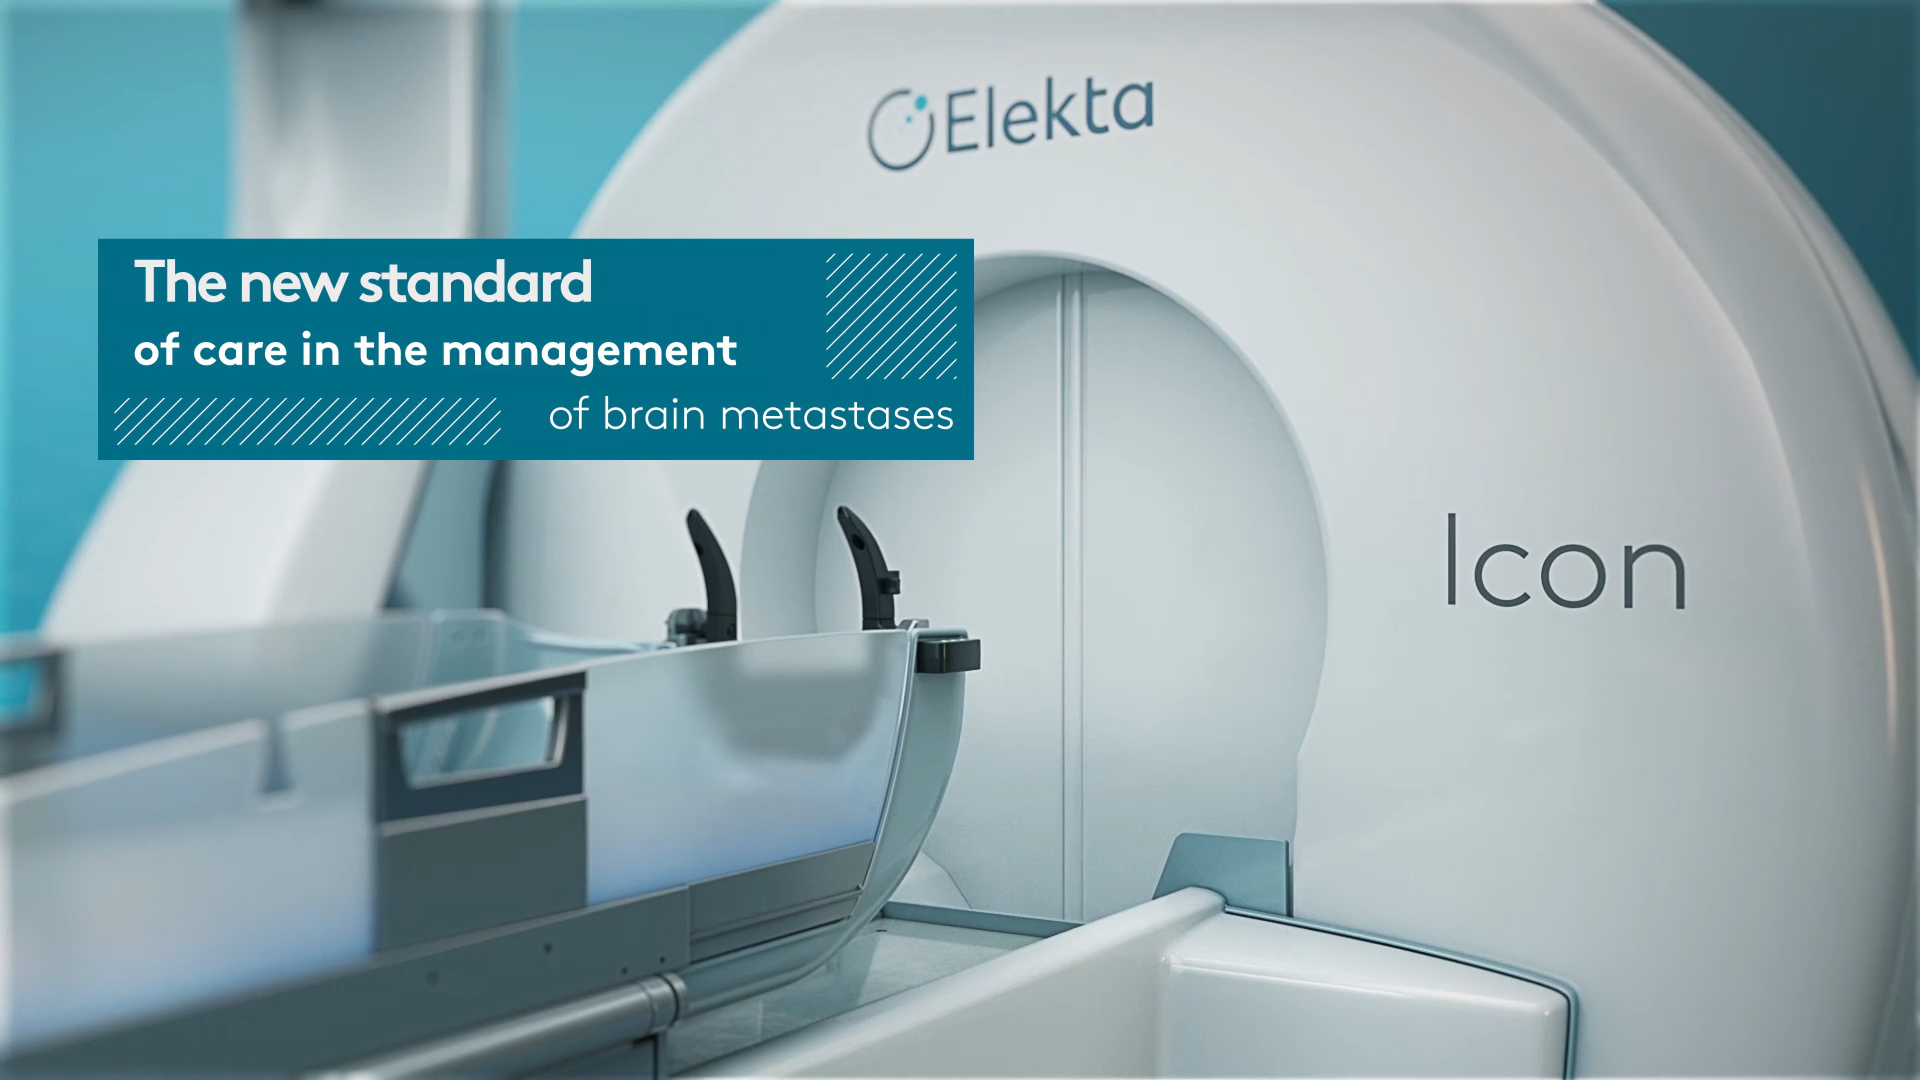 Elekta
The new standard
of care in the management
of brain metastases
Icon